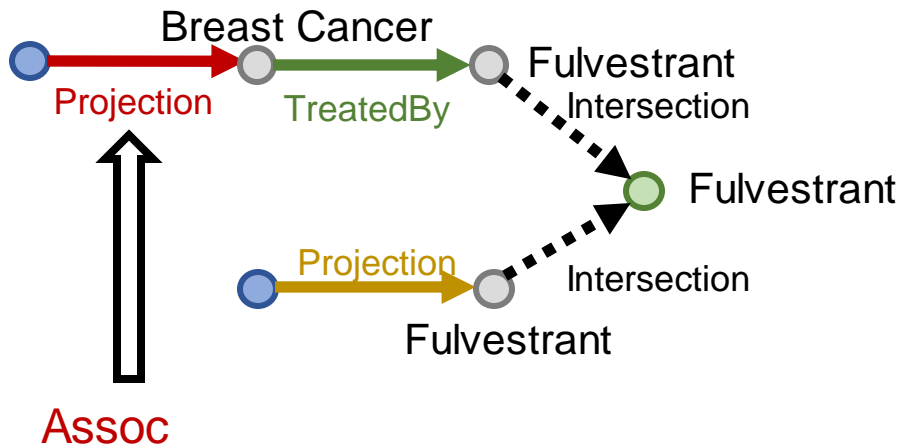 Breast Cancer
Projection
TreatedBy
Fulvestrant
Intersection
Fulvestrant
Projection
Intersection
Fulvestrant
Assoc